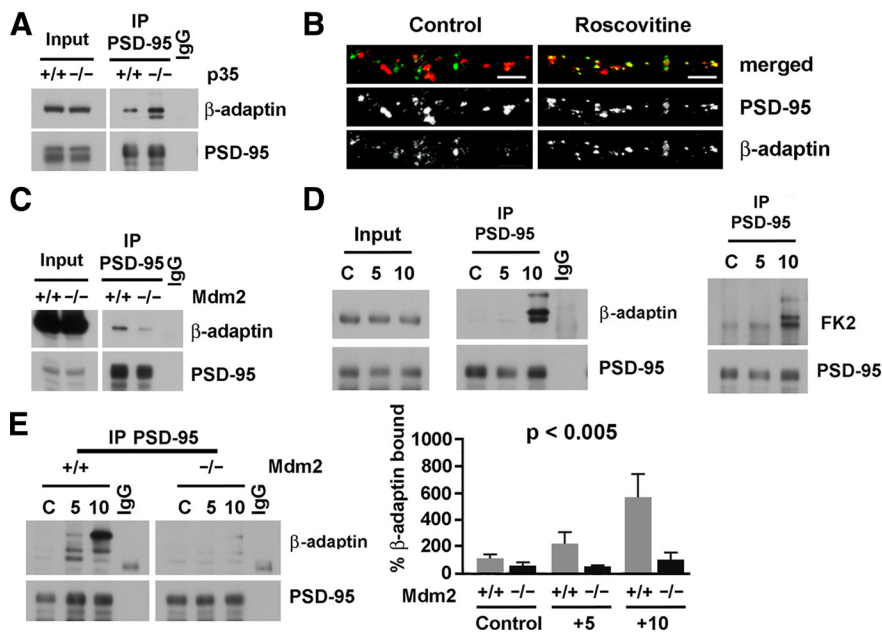 A
Input
IP
PSD-95
IgG
+/+ −/− +/+ −/− p35
β-adaptin
PSD-95
B
Control Roscovitine
merged
PSD-95
β-adaptin
C
Input
IP
PSD-95
IgG
+/+ −/− +/+ −/− Mdm2
β-adaptin
PSD-95
D
Input
C 5 10
IP
PSD-95
C 5 10 IgG
β-adaptin
PSD-95
IP
PSD-95
C 5 10
FK2
PSD-95
E
IP PSD-95
+/+ −/− Mdm2
C 5 10 IgG C 5 10 IgG
β-adaptin
PSD-95
% β-adaptin bound
p < 0.005
1000
800
600
400
200
0
Mdm2 +/+ −/− +/+ −/− +/+ −/−
Control +5 +10